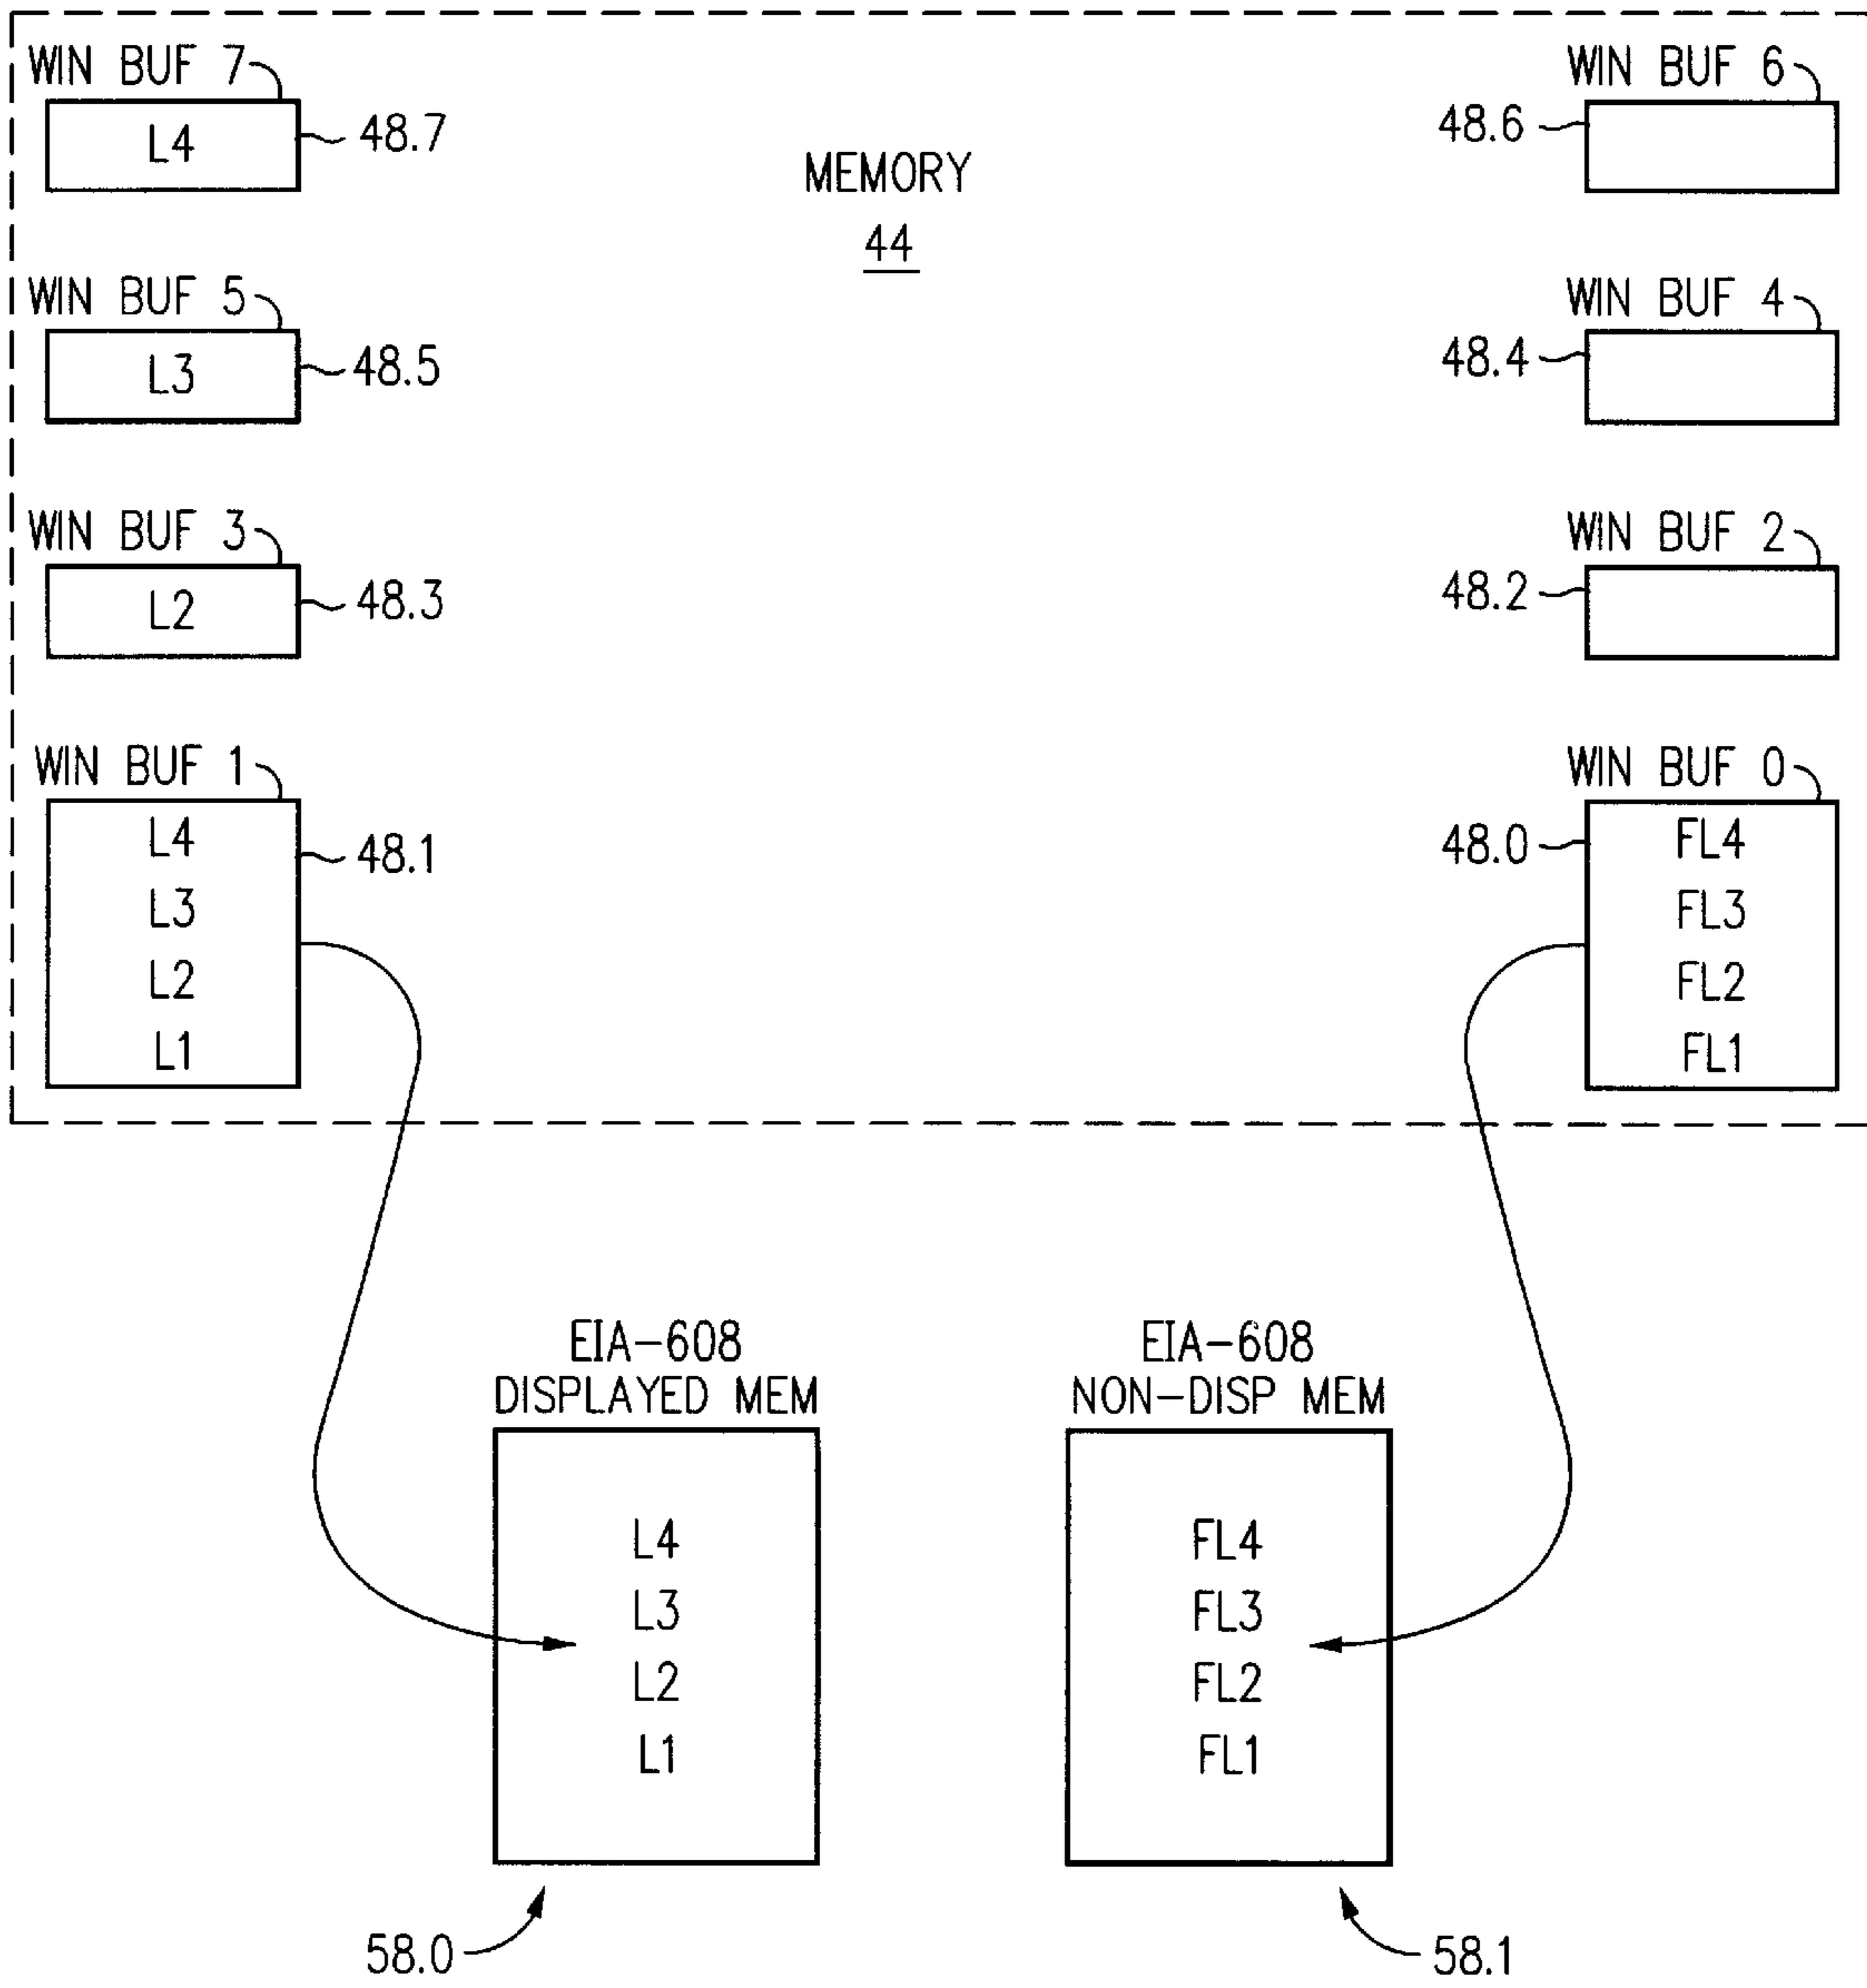 WIN BUF 7
L4
48.7
MEMORY
44
WIN BUF 6
48.6
WIN BUF 5
L3
48.5
WIN BUF 4
48.4
WIN BUF 3
L2
48.3
WIN BUF 2
48.2
WIN BUF 1
L4
L3
L2
L1
48.1
WIN BUF 0
48.0
FL4
FL3
FL2
FL1
EIA-608
DISPLAYED MEM
L4
L3
L2
L1
58.0
EIA-608
NON-DISP MEM
FL4
FL3
FL2
FL1
58.1